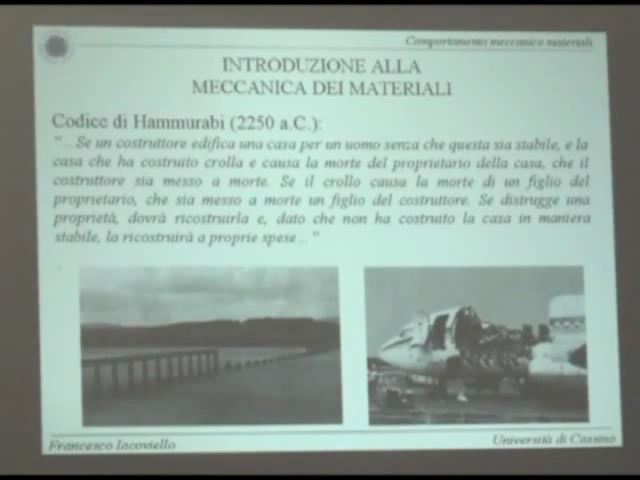 Comportamento meccanico materiali
INTRODUZIONE ALLA
MECCANICA DEI MATERIALI
Codice di Hammurabi (2250 a.C.):
"...Se un costruttore edifica una casa per un uomo senza che questa sia stabile, e la
casa che ha costruito crolla e causa la morte del proprietario della casa, che il
costruttore sia messo a morte. Se il crollo causa la morte di un figlio del
proprietario, che sia messo a morte un figlio del costruttore. Se distrugge una
proprietà, dovrà ricostruirla e, dato che non ha costruito la casa in maniera
stabile, la ricostruirà a proprie spese..."
Francesco Iacoviello
Università di Cassino